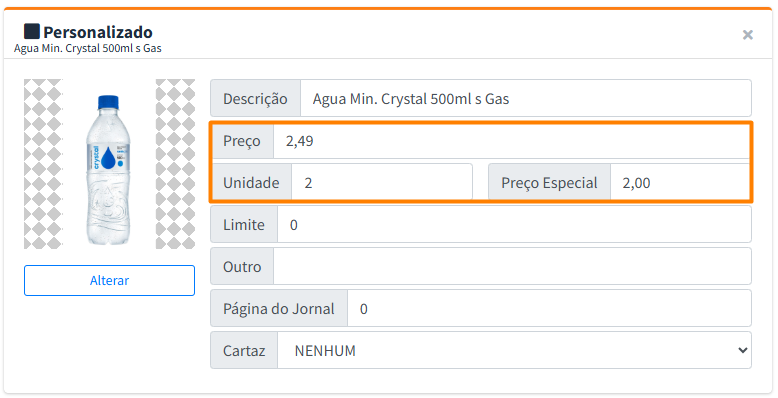 Personalizado
×
Agua Min. Crystal 500ml s Gas
Descrição Agua Min. Crystal 500ml s Gas
Preço 2,49
Unidade 2 Preço Especial 2,00
Limite 0
Outro
Página do Jornal 0
Cartaz NENHUM
crystal
Alterar